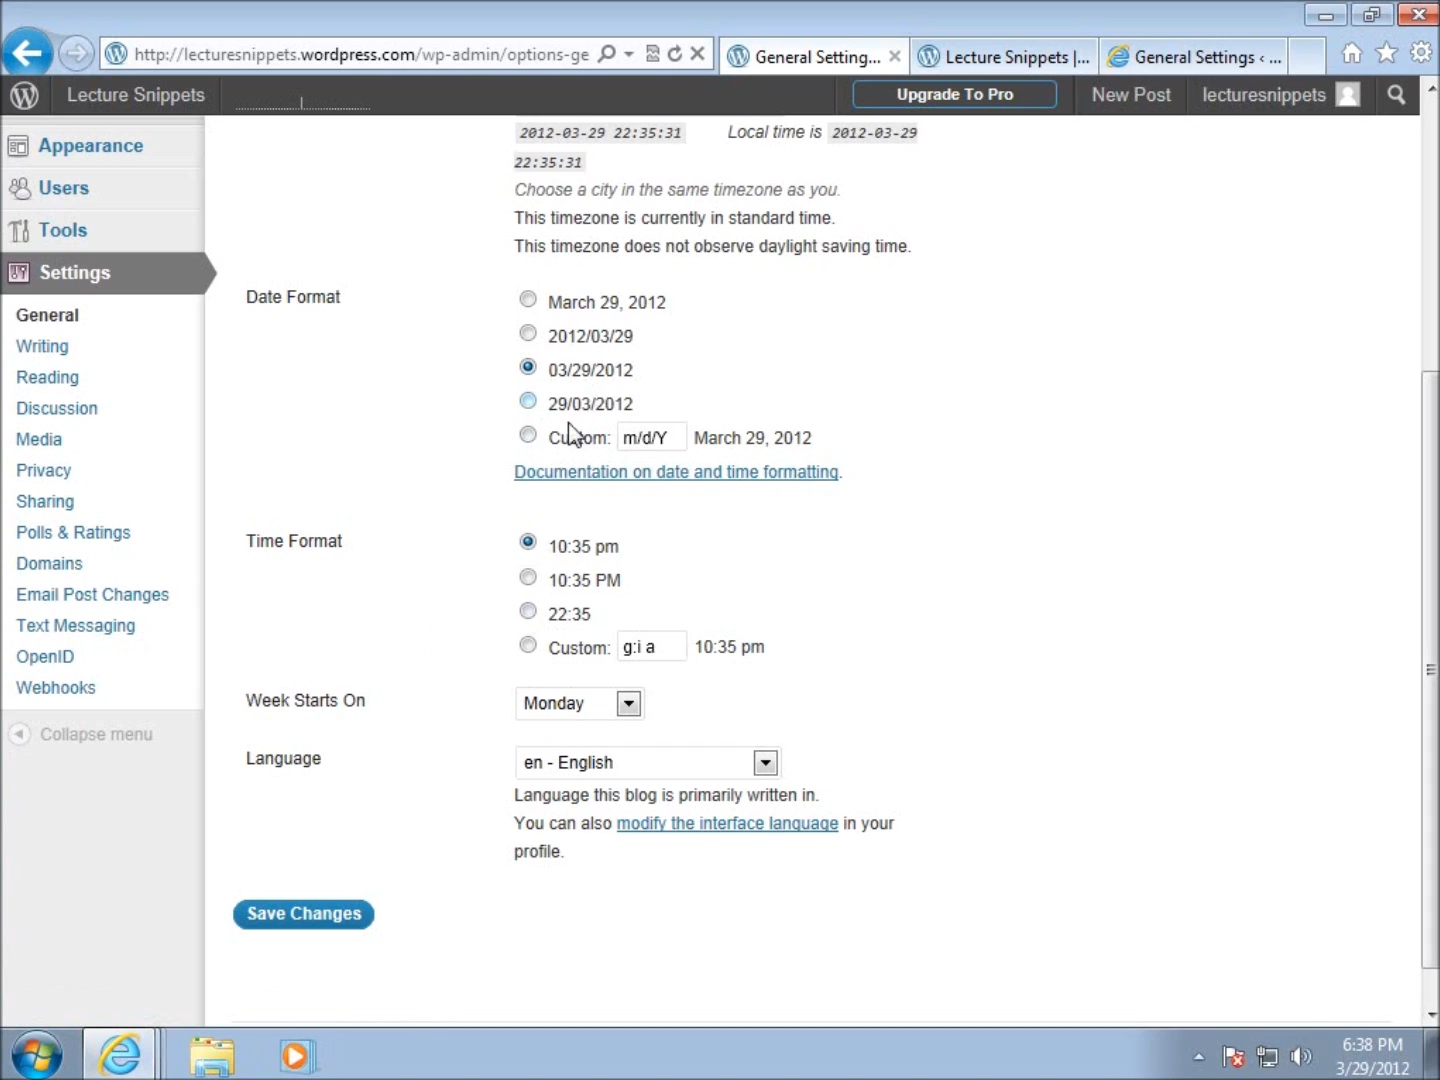 http://lecturesnippets.wordpress.com/wp-admin/options-ge
General Setting...
Lecture Snippets |...
General Settings ‹ ...
Lecture Snippets
Upgrade To Pro
New Post
lecturesnippets
Appearance
Users
Tools
Settings
General
Writing
Reading
Discussion
Media
Privacy
Sharing
Polls & Ratings
Domains
Email Post Changes
Text Messaging
OpenID
Webhooks
Collapse menu
2012-03-29 22:35:31 Local time is 2012-03-29
22:35:31
Choose a city in the same timezone as you.
This timezone is currently in standard time.
This timezone does not observe daylight saving time.
Date Format
March 29, 2012
2012/03/29
03/29/2012
29/03/2012
Custom: m/d/Y March 29, 2012
Documentation on date and time formatting.
Time Format
10:35 pm
10:35 PM
22:35
Custom: g:i a 10:35 pm
Week Starts On
Monday
Language
en - English
Language this blog is primarily written in.
You can also modify the interface language in your
profile.
Save Changes
6:38 PM
3/29/2012